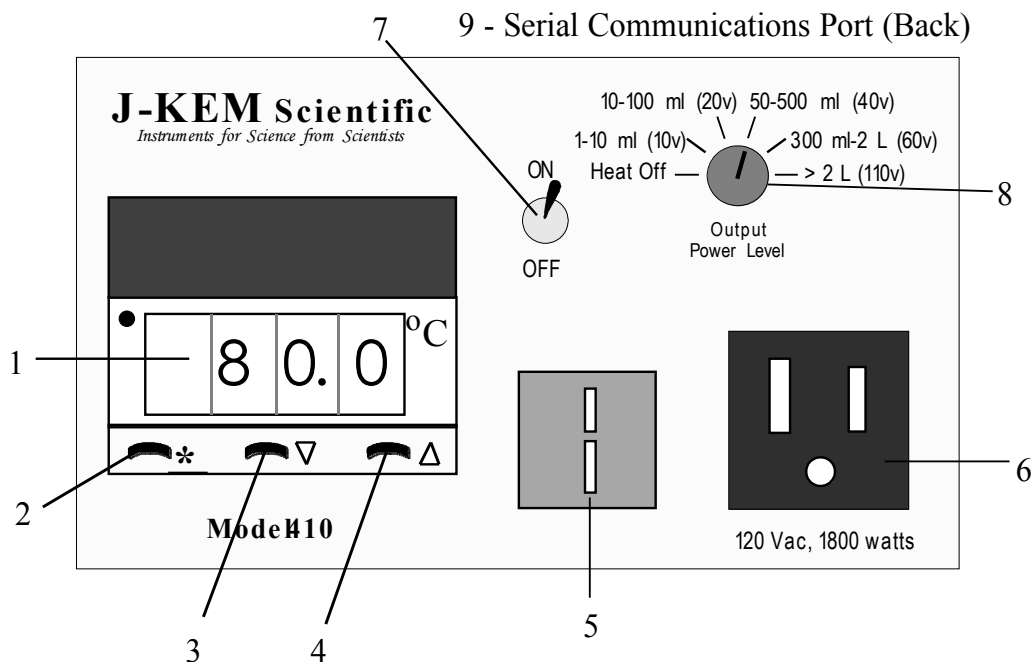 7
9 - Serial Communications Port (Back)
J-KEM Scientific
Instruments for Science from Scientists
10-100 ml (20v)
50-500 ml (40v)
1-10 ml (10v)
300 ml-2 L (60v)
Heat Off
> 2 L (110v)
8
ON
OFF
Output
Power Level
1
80.0
°C
2
*
3
4
5
6
Model 410
120 Vac, 1800 watts